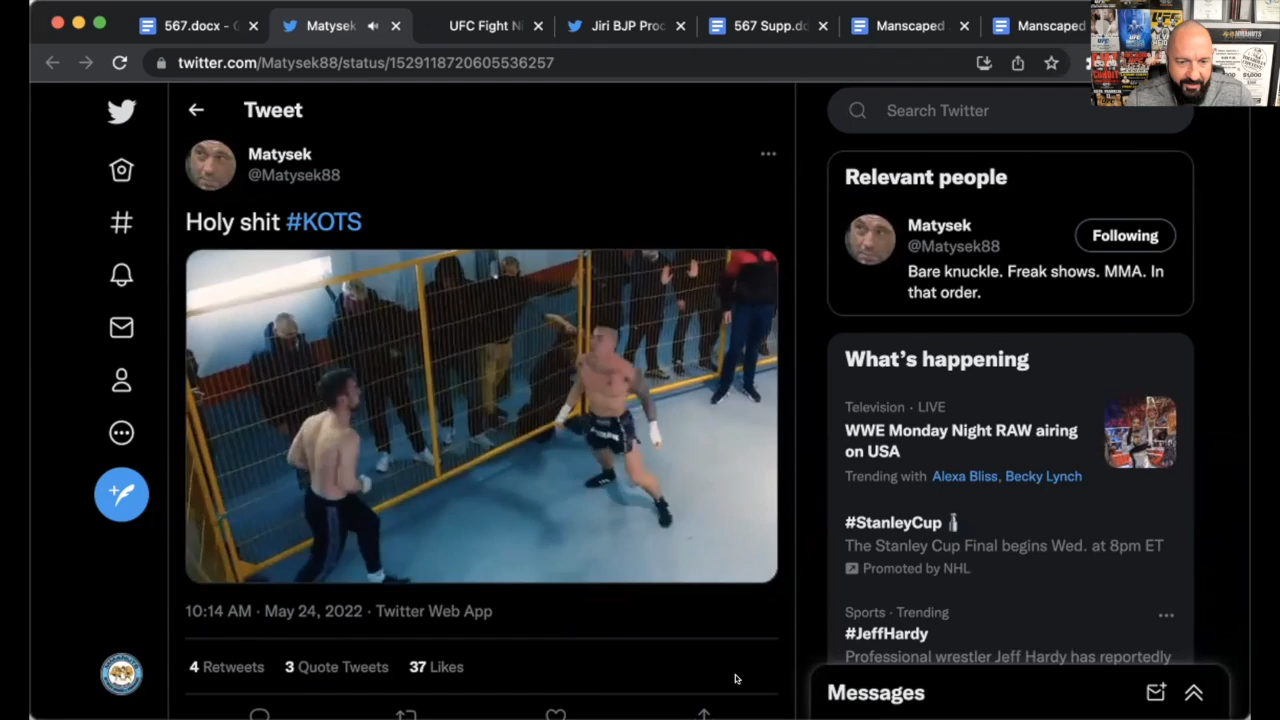 567.docx - G
Matysek
UFC Fight Ni
Jiri BJP Proc
567 Supp.do
Manscaped
Manscaped
twitter.com/Matysek88/status/1529118720605536257
Tweet
Search Twitter
Matysek
@Matysek88
Holy shit #KOTS
Relevant people
Matysek
@Matysek88
Following
Bare knuckle. Freak shows. MMA. In
that order.
What's happening
Television · LIVE
WWE Monday Night RAW airing
on USA
Trending with Alexa Bliss, Becky Lynch
#StanleyCup
The Stanley Cup Final begins Wed. at 8pm ET
Promoted by NHL
Sports · Trending
#JeffHardy
Professional wrestler Jeff Hardy has reportedly
10:14 AM · May 24, 2022 · Twitter Web App
4 Retweets 3 Quote Tweets 37 Likes
Messages